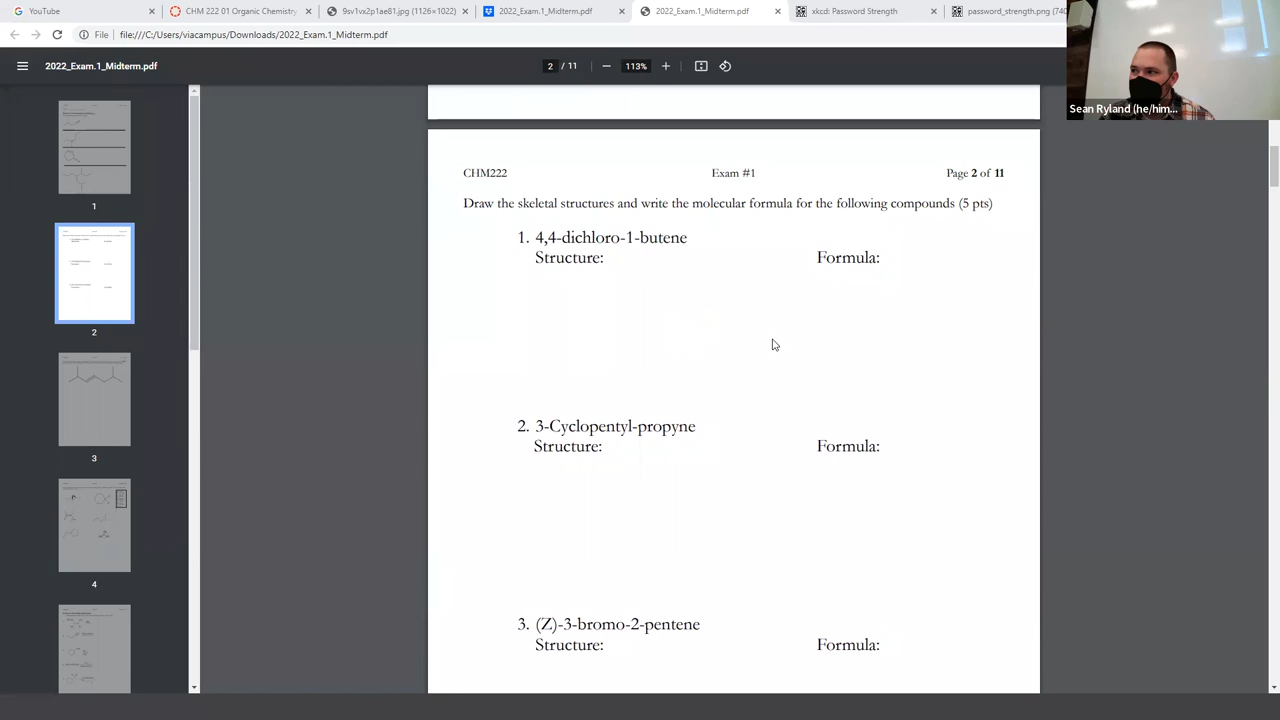 YouTube
CHM 222 01 Organic Chemistry
9sv1vx2p1ae81.jpg (1126×1022)
2022_Exam.1_Midterm.pdf
2022_Exam.1_Midterm.pdf
xkcd: Password Strength
password_strength.png (740
File file:///C:/Users/viacampus/Downloads/2022_Exam.1_Midterm.pdf
2022_Exam.1_Midterm.pdf
2 / 11
113%
Sean Ryland (he/him...
1
2
3
4
CHM222 Exam #1 Page 2 of 11
Draw the skeletal structures and write the molecular formula for the following compounds (5 pts)
1. 4,4-dichloro-1-butene
Structure: Formula:
2. 3-Cyclopentyl-propyne
Structure: Formula:
3. (Z)-3-bromo-2-pentene
Structure: Formula: